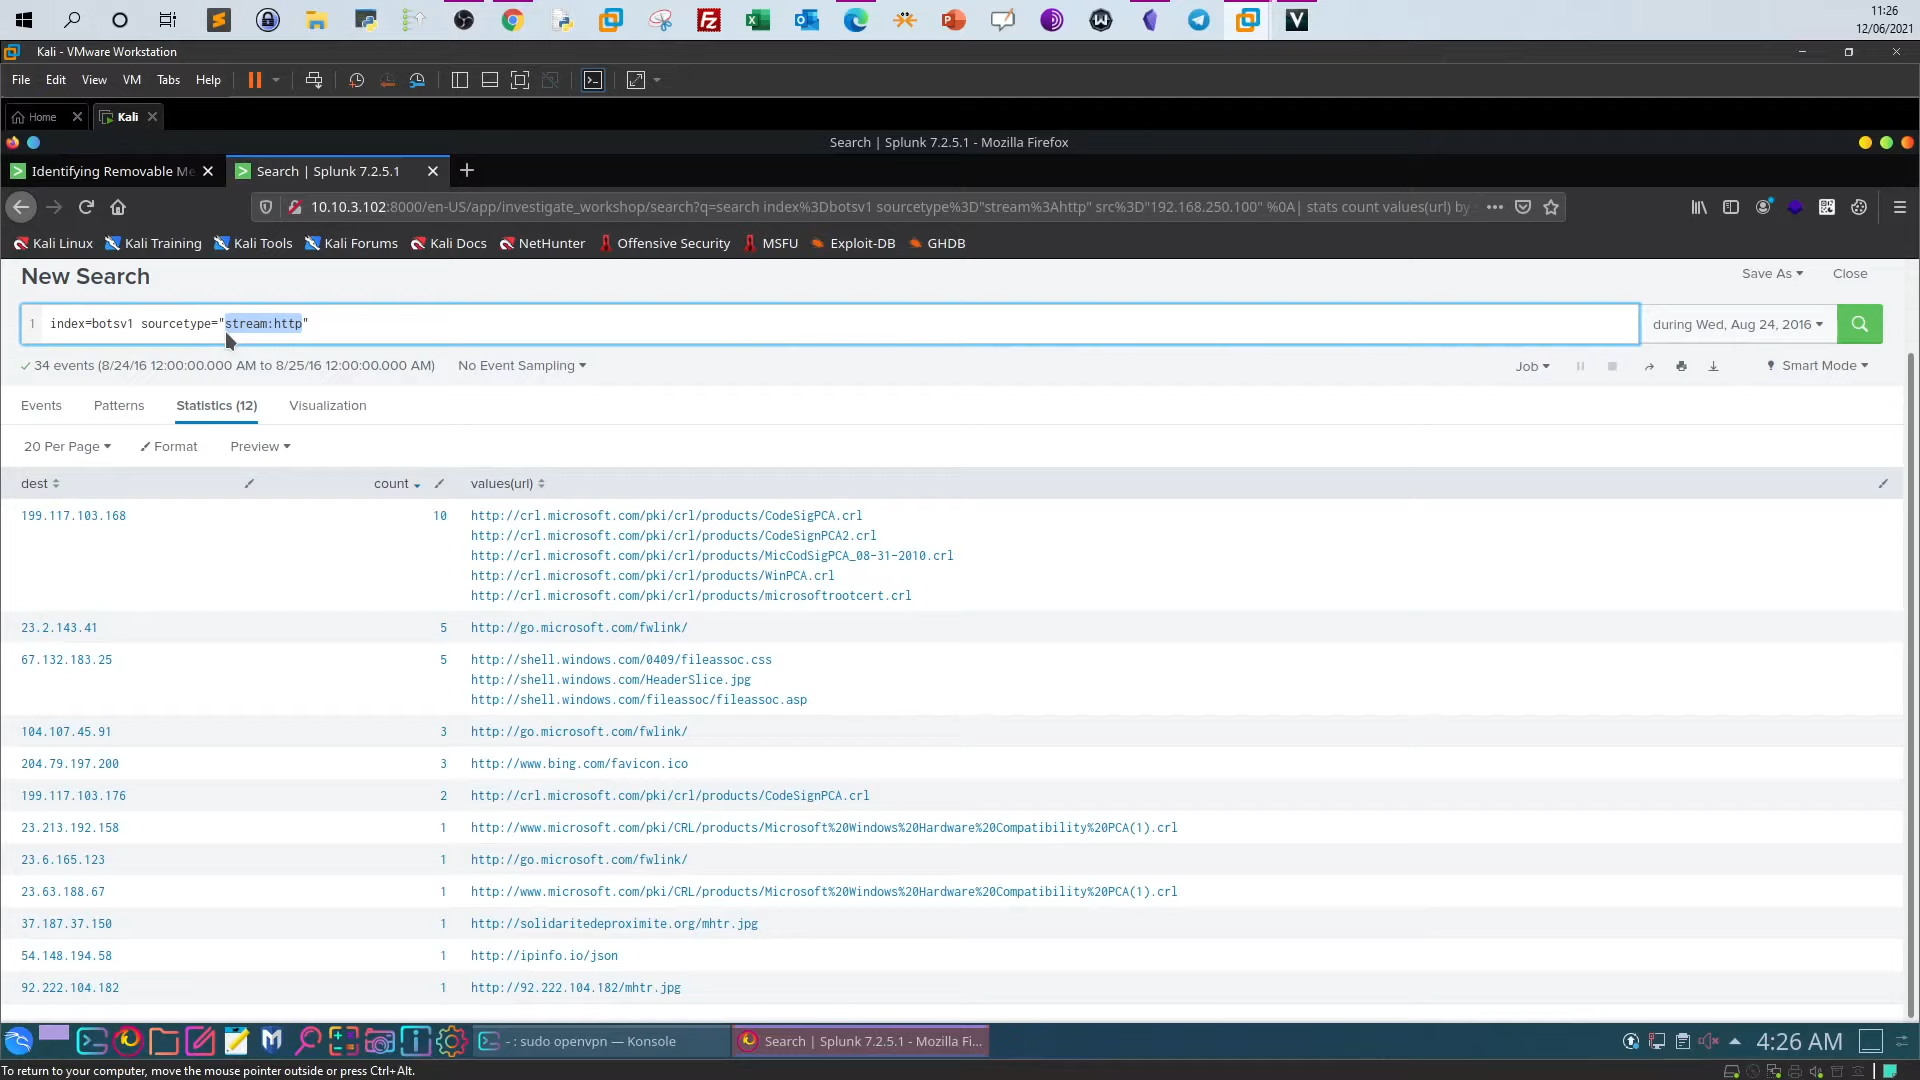 11:26
12/06/2021
Kali - VMware Workstation
File Edit View VM Tabs Help
Home Kali
Search | Splunk 7.2.5.1 - Mozilla Firefox
Identifying Removable Me Search | Splunk 7.2.5.1
10.10.3.102:8000/en-US/app/investigate_workshop/search?q=search index%3Dbotsv1 sourcetype%3D"stream%3Ahttp" src%3D"192.168.250.100" %0A| stats count values(url) by
Kali Linux Kali Training Kali Tools Kali Forums Kali Docs NetHunter Offensive Security MSFU Exploit-DB GHDB
New Search Save As Close
1 index=botsv1 sourcetype="stream:http" during Wed, Aug 24, 2016
34 events (8/24/16 12:00:00.000 AM to 8/25/16 12:00:00.000 AM) No Event Sampling Job Smart Mode
Events Patterns Statistics (12) Visualization
20 Per Page Format Preview
dest count values(url)
199.117.103.168 10 http://crl.microsoft.com/pki/crl/products/CodeSigPCA.crl
http://crl.microsoft.com/pki/crl/products/CodeSignPCA2.crl
http://crl.microsoft.com/pki/crl/products/MicCodSigPCA_08-31-2010.crl
http://crl.microsoft.com/pki/crl/products/WinPCA.crl
http://crl.microsoft.com/pki/crl/products/microsoftrootcert.crl
23.2.143.41 5 http://go.microsoft.com/fwlink/
67.132.183.25 5 http://shell.windows.com/0409/fileassoc.css
http://shell.windows.com/HeaderSlice.jpg
http://shell.windows.com/fileassoc/fileassoc.asp
104.107.45.91 3 http://go.microsoft.com/fwlink/
204.79.197.200 3 http://www.bing.com/favicon.ico
199.117.103.176 2 http://crl.microsoft.com/pki/crl/products/CodeSignPCA.crl
23.213.192.158 1 http://www.microsoft.com/pki/CRL/products/Microsoft%20Windows%20Hardware%20Compatibility%20PCA(1).crl
23.6.165.123 1 http://go.microsoft.com/fwlink/
23.63.188.67 1 http://www.microsoft.com/pki/CRL/products/Microsoft%20Windows%20Hardware%20Compatibility%20PCA(1).crl
37.187.37.150 1 http://solidaritedeproximite.org/mhtr.jpg
54.148.194.58 1 http://ipinfo.io/json
92.222.104.182 1 http://92.222.104.182/mhtr.jpg
- : sudo openvpn — Konsole Search | Splunk 7.2.5.1 - Mozilla Fi... 4:26 AM
To return to your computer, move the mouse pointer outside or press Ctrl+Alt.